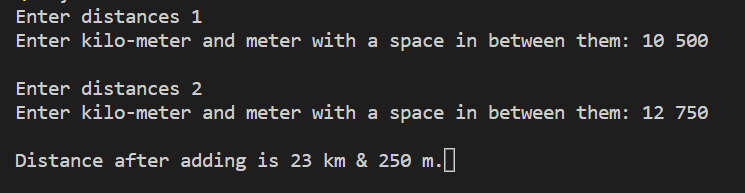 Enter distances 1
Enter kilo-meter and meter with a space in between them: 10 500
Enter distances 2
Enter kilo-meter and meter with a space in between them: 12 750
Distance after adding is 23 km & 250 m.